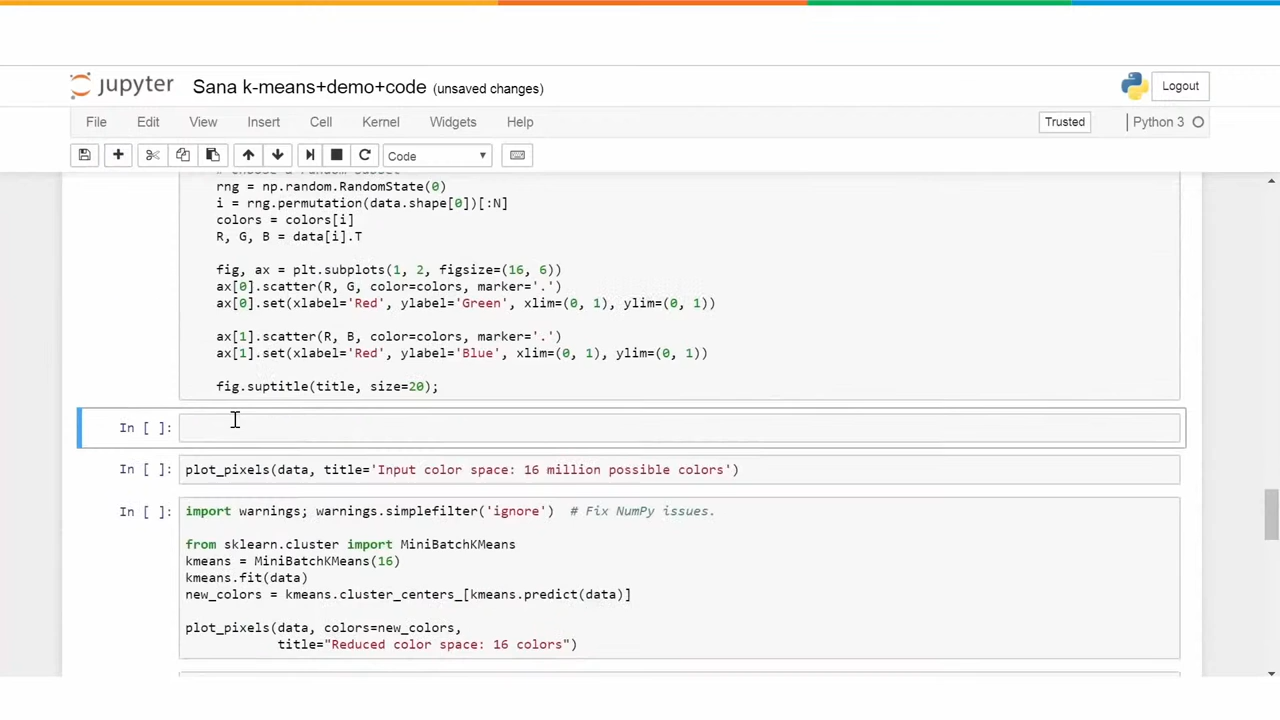 jupyter Sana k-means+demo+code (unsaved changes) Logout
File Edit View Insert Cell Kernel Widgets Help Trusted Python 3
Code
# choose a random subset
rng = np.random.RandomState(0)
i = rng.permutation(data.shape[0])[:N]
colors = colors[i]
R, G, B = data[i].T
fig, ax = plt.subplots(1, 2, figsize=(16, 6))
ax[0].scatter(R, G, color=colors, marker='.')
ax[0].set(xlabel='Red', ylabel='Green', xlim=(0, 1), ylim=(0, 1))
ax[1].scatter(R, B, color=colors, marker='.')
ax[1].set(xlabel='Red', ylabel='Blue', xlim=(0, 1), ylim=(0, 1))
fig.suptitle(title, size=20);
In [ ]:
In [ ]: plot_pixels(data, title='Input color space: 16 million possible colors')
In [ ]: import warnings; warnings.simplefilter('ignore')  # Fix NumPy issues.
from sklearn.cluster import MiniBatchKMeans
kmeans = MiniBatchKMeans(16)
kmeans.fit(data)
new_colors = kmeans.cluster_centers_[kmeans.predict(data)]
plot_pixels(data, colors=new_colors,
title="Reduced color space: 16 colors")